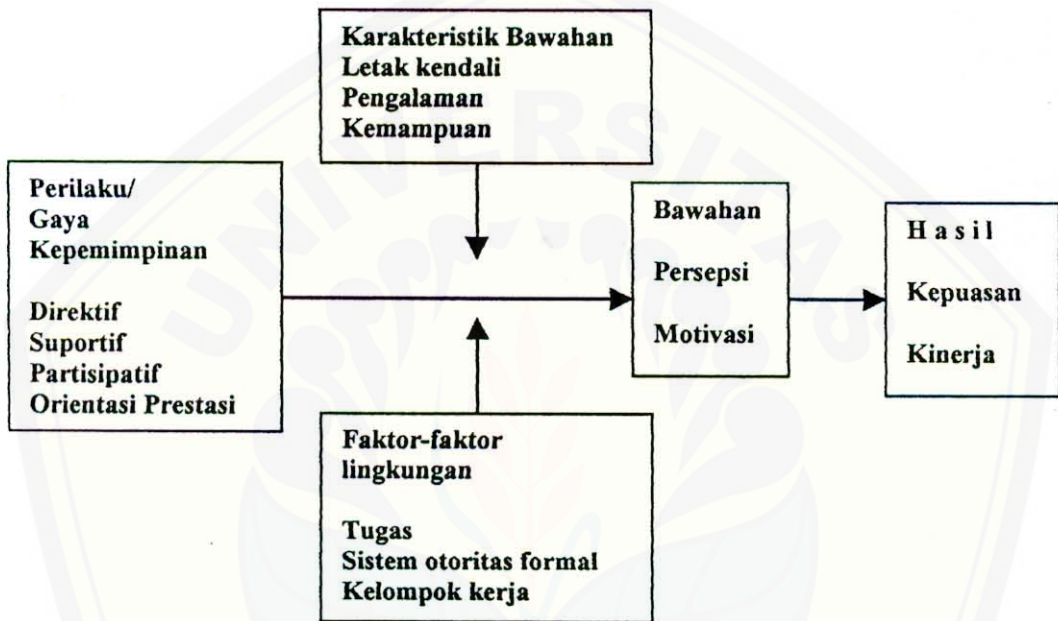 Karakteristik Bawahan
Letak kendali
Pengalaman
Kemampuan
Perilaku/
Gaya
Kepemimpinan
Direktif
Suportif
Partisipatif
Orientasi Prestasi
Bawahan
Persepsi
Motivasi
H a s i l
Kepuasan
Kinerja
Faktor-faktor
lingkungan
Tugas
Sistem otoritas formal
Kelompok kerja
UNIVERSITAS